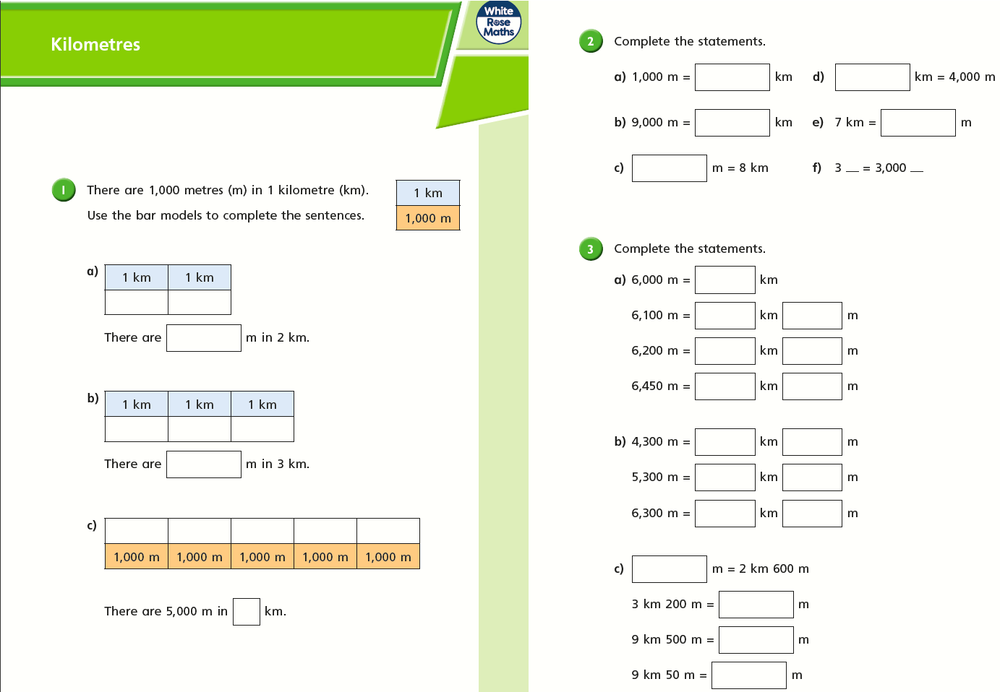 Kilometres
White
Rose
Maths
1 There are 1,000 metres (m) in 1 kilometre (km).
Use the bar models to complete the sentences.
1 km
1,000 m
a) 1 km 1 km
There are m in 2 km.
b) 1 km 1 km 1 km
There are m in 3 km.
c)
1,000 m 1,000 m 1,000 m 1,000 m 1,000 m
There are 5,000 m in km.
2 Complete the statements.
a) 1,000 m = km d) km = 4,000 m
b) 9,000 m = km e) 7 km = m
c) m = 8 km f) 3 __ = 3,000 __
3 Complete the statements.
a) 6,000 m = km
6,100 m = km m
6,200 m = km m
6,450 m = km m
b) 4,300 m = km m
5,300 m = km m
6,300 m = km m
c) m = 2 km 600 m
3 km 200 m = m
9 km 500 m = m
9 km 50 m = m